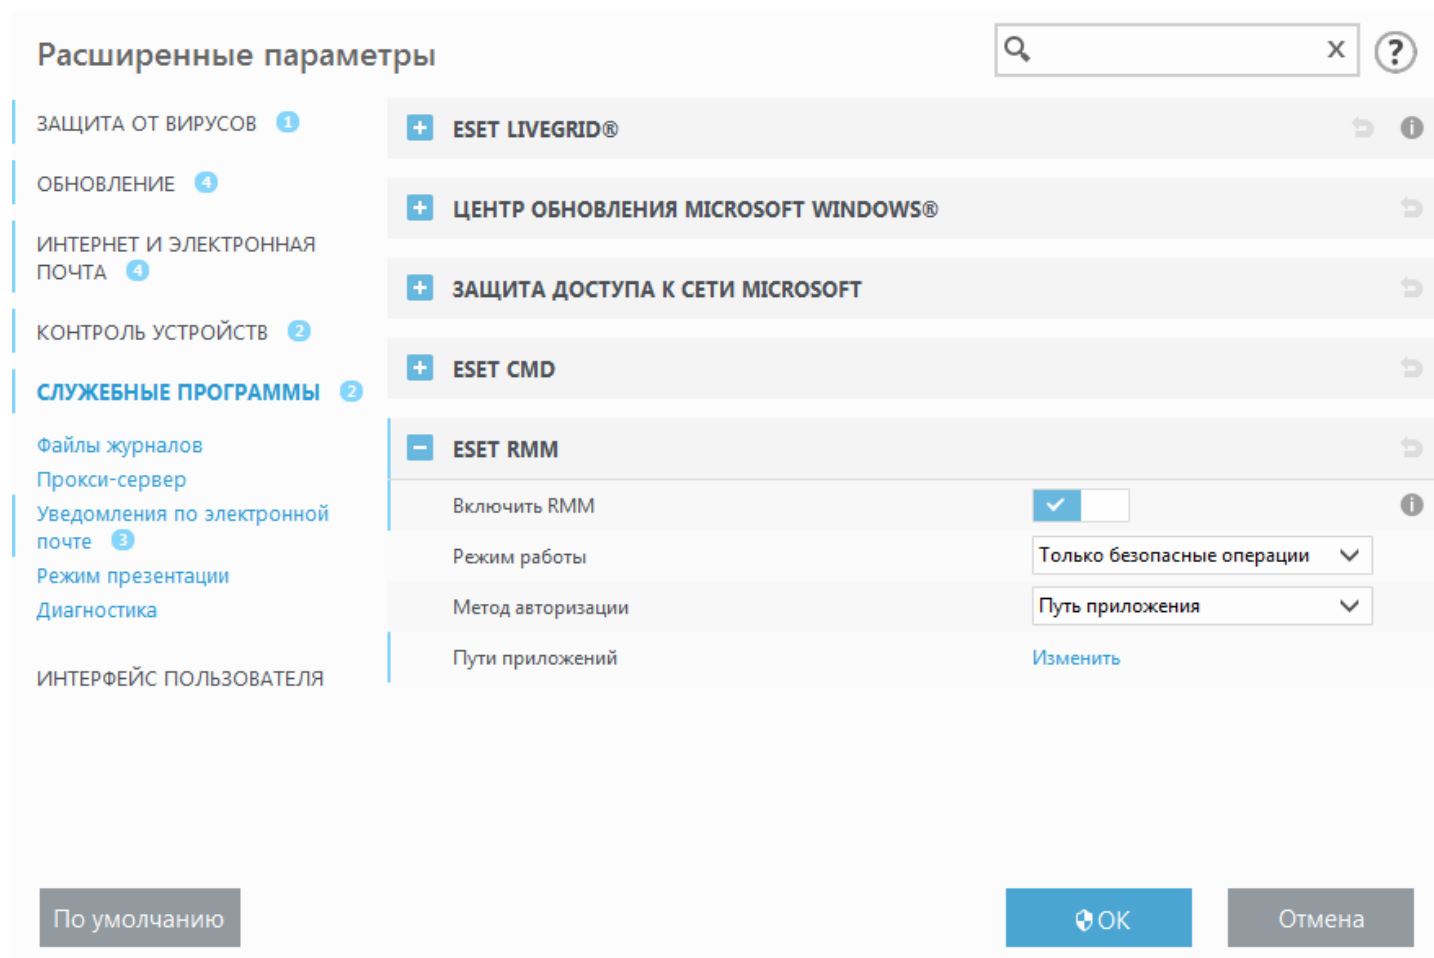 Расширенные параметры
X
?
ЗАЩИТА ОТ ВИРУСОВ 1
ОБНОВЛЕНИЕ 4
ИНТЕРНЕТ И ЭЛЕКТРОННАЯ
ПОЧТА 4
КОНТРОЛЬ УСТРОЙСТВ 2
СЛУЖЕБНЫЕ ПРОГРАММЫ 2
Файлы журналов
Прокси-сервер
Уведомления по электронной
почте 3
Режим презентации
Диагностика
ИНТЕРФЕЙС ПОЛЬЗОВАТЕЛЯ
ESET LIVEGRID®
ЦЕНТР ОБНОВЛЕНИЯ MICROSOFT WINDOWS®
ЗАЩИТА ДОСТУПА К СЕТИ MICROSOFT
ESET CMD
ESET RMM
Включить RMM
Режим работы Только безопасные операции
Метод авторизации Путь приложения
Пути приложений Изменить
По умолчанию
OK
Отмена